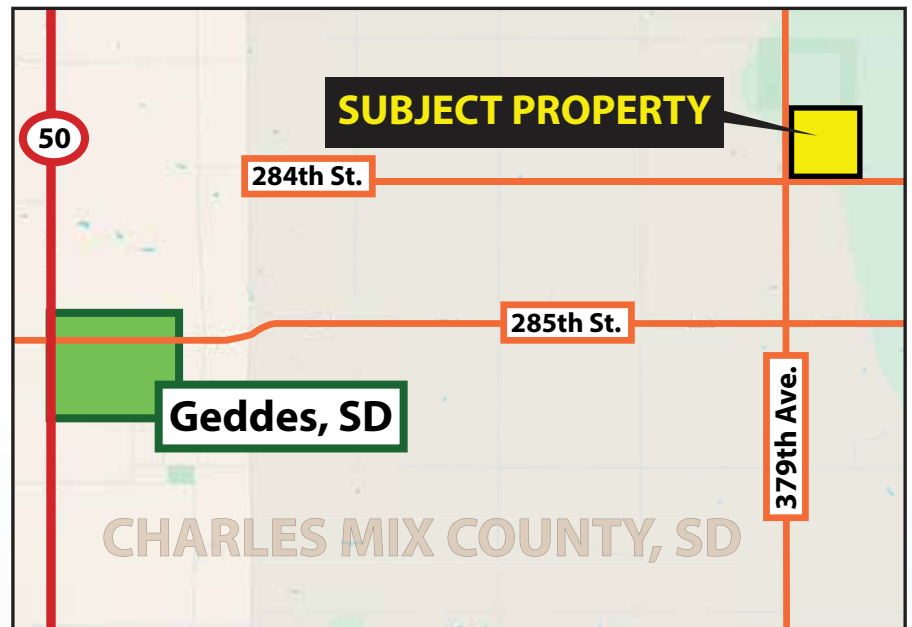 SUBJECT PROPERTY
50
284th St.
285th St.
Geddes, SD
379th Ave.
CHARLES MIX COUNTY, SD